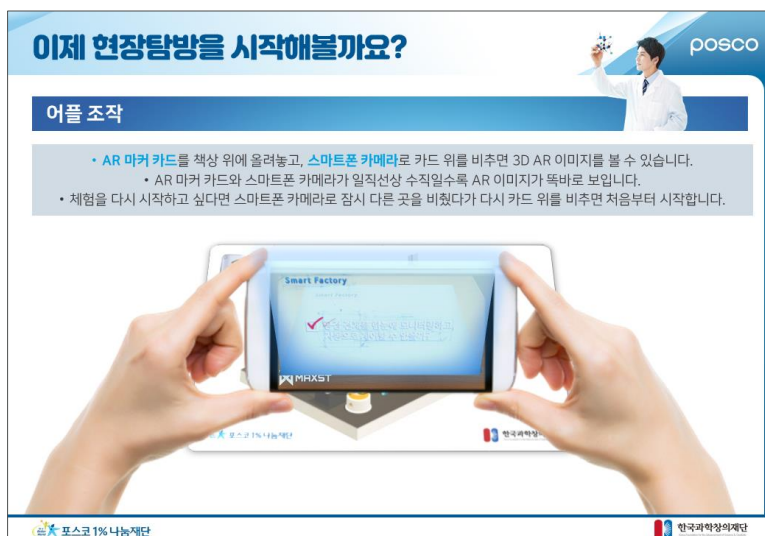 이제 현장탐방을 시작해볼까요?
posco
어플 조작
• AR 마커 카드를 책상 위에 올려놓고, 스마트폰 카메라로 카드 위를 비추면 3D AR 이미지를 볼 수 있습니다.
• AR 마커 카드와 스마트폰 카메라가 일직선상 수직일수록 AR 이미지가 똑바로 보입니다.
• 체험을 다시 시작하고 싶다면 스마트폰 카메라로 잠시 다른 곳을 비췄다가 다시 카드 위를 비추면 처음부터 시작합니다.
Smart Factory
Smart Factory
MAXST
포스코 1% 나눔재단
한국과학창의
포스코 1% 나눔재단
한국과학창의재단